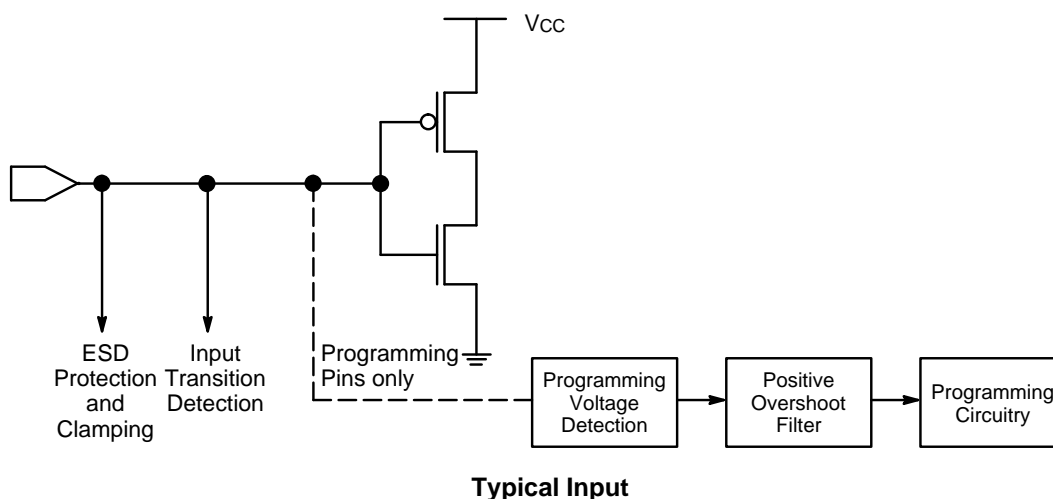 VCC
ESD
Protection
and
Clamping
Input
Transition
Detection
Programming
Pins only
Programming
Voltage
Detection
Positive
Overshoot
Filter
Programming
Circuitry
Typical Input